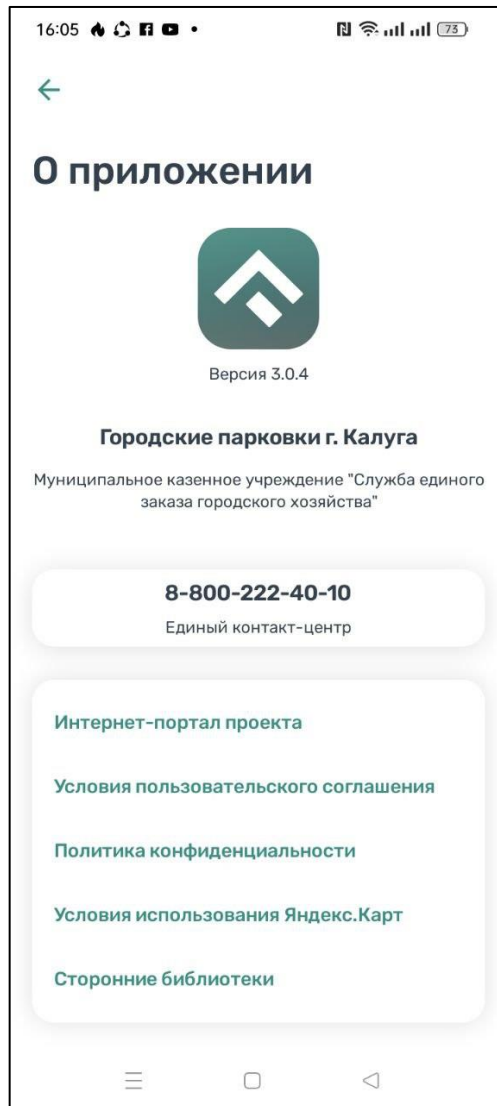 16:05
73
О приложении
Версия 3.0.4
Городские парковки г. Калуга
Муниципальное казенное учреждение "Служба единого
заказа городского хозяйства"
8-800-222-40-10
Единый контакт-центр
Интернет-портал проекта
Условия пользовательского соглашения
Политика конфиденциальности
Условия использования Яндекс.Карт
Сторонние библиотеки